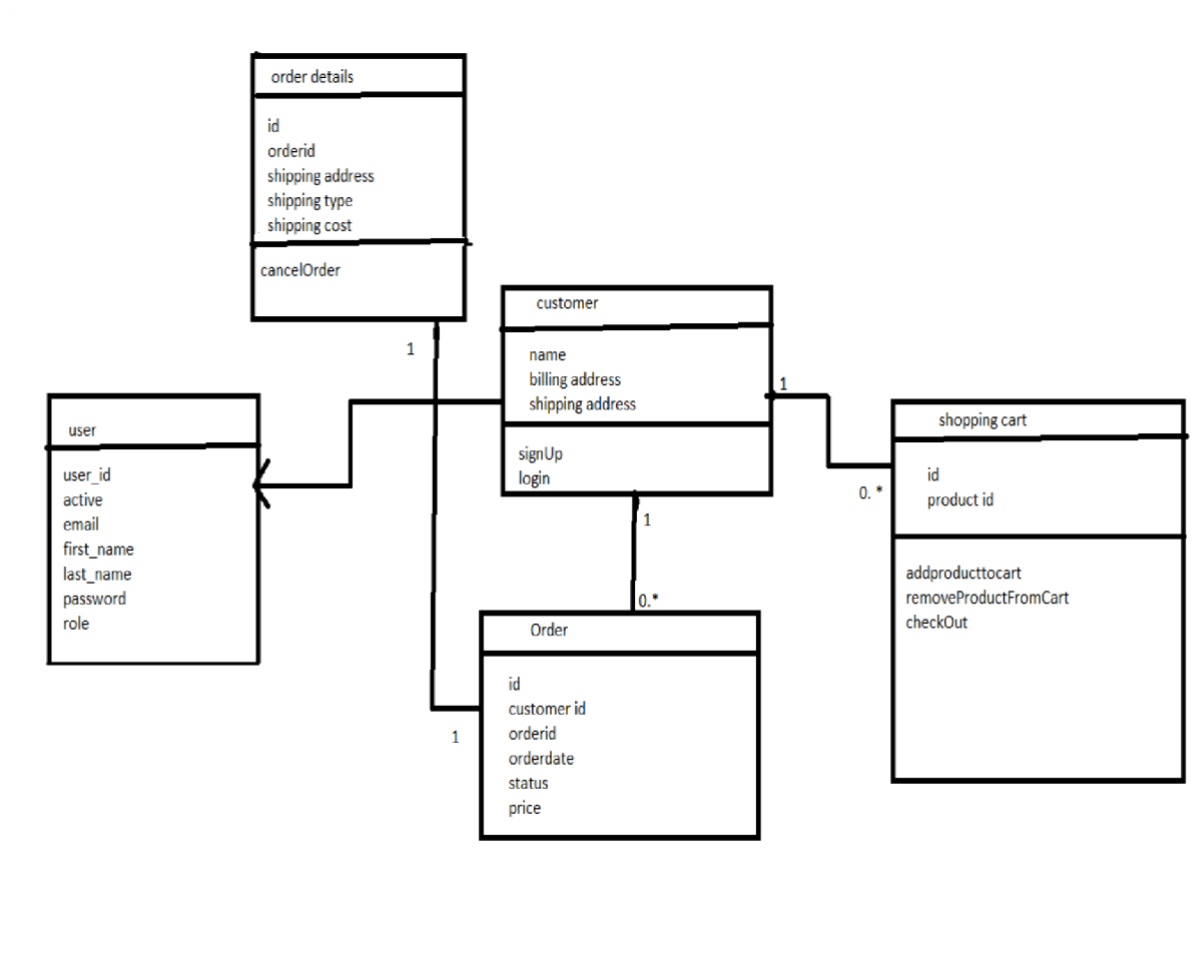 order details
id
orderid
shipping address
shipping type
shipping cost
cancelOrder
1
customer
name
billing address
shipping address
signUp
login
1
0. *
1
0.*
user
user_id
active
email
first_name
last_name
password
role
shopping cart
id
product id
addproducttocart
removeProductFromCart
checkOut
Order
id
customer id
orderid
orderdate
status
price
1